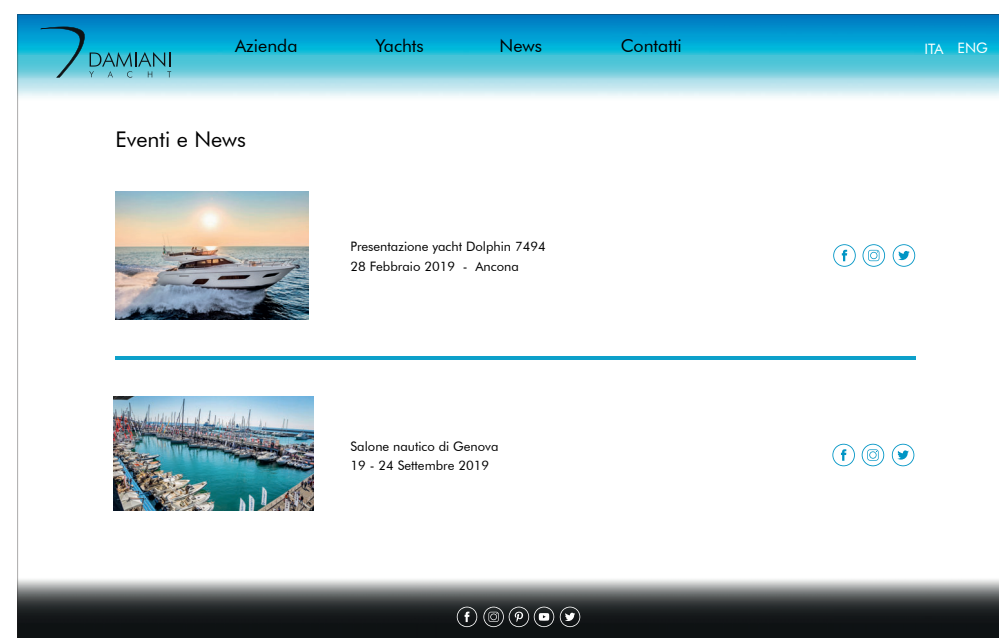 DAMIANI
YACHT
Azienda Yachts News Contatti ITA ENG
Eventi e News
Presentazione yacht Dolphin 7494
28 Febbraio 2019 - Ancona
Salone nautico di Genova
19 - 24 Settembre 2019